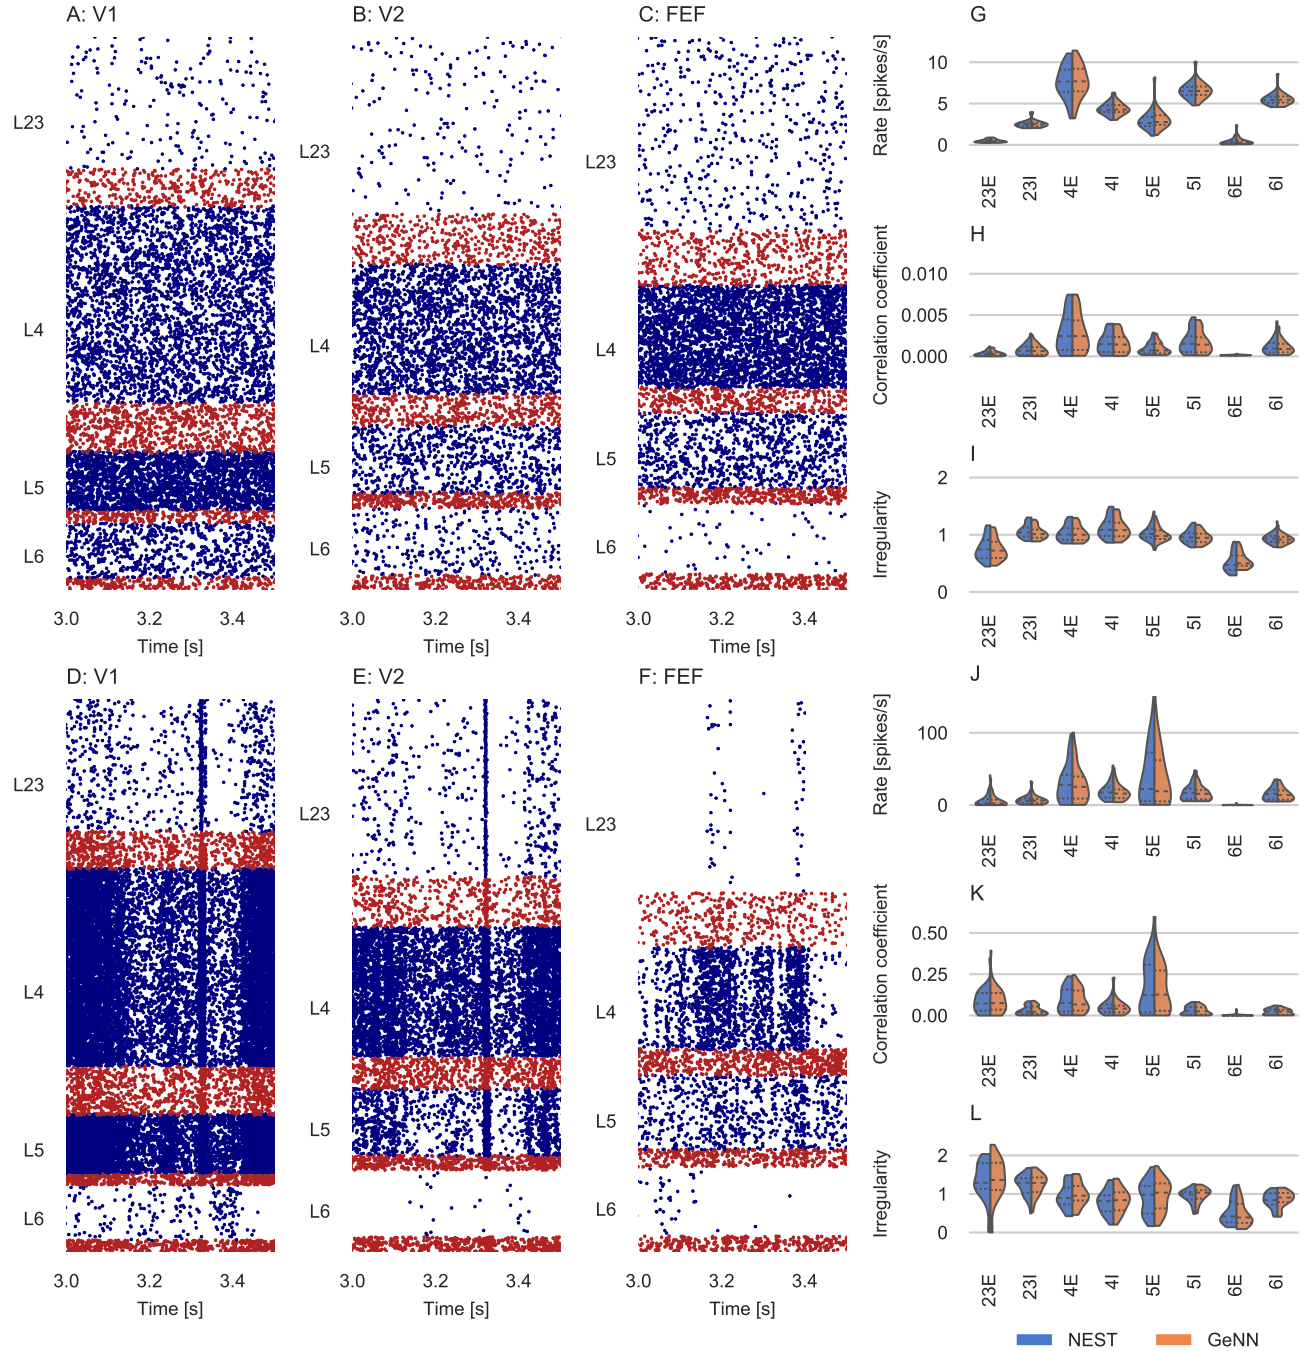 A: V1
L23
L4
L5
L6
3.0
3.2
3.4
Time [s]
B: V2
L23
L4
L5
L6
3.0
3.2
3.4
Time [s]
C: FEF
L23
L4
L5
L6
3.0
3.2
3.4
Time [s]
D: V1
L23
L4
L5
L6
3.0
3.2
3.4
Time [s]
E: V2
L23
L4
L5
L6
3.0
3.2
3.4
Time [s]
F: FEF
L23
L4
L5
L6
3.0
3.2
3.4
Time [s]
G
Rate [spikes/s]
10
5
0
23E
23I
4E
4I
5E
5I
6E
6I
H
Correlation coefficient
0.010
0.005
0.000
23E
23I
4E
4I
5E
5I
6E
6I
I
Irregularity
2
1
0
23E
23I
4E
4I
5E
5I
6E
6I
J
Rate [spikes/s]
100
0
23E
23I
4E
4I
5E
5I
6E
6I
K
Correlation coefficient
0.50
0.25
0.00
23E
23I
4E
4I
5E
5I
6E
6I
L
Irregularity
2
1
0
23E
23I
4E
4I
5E
5I
6E
6I
NEST
GeNN